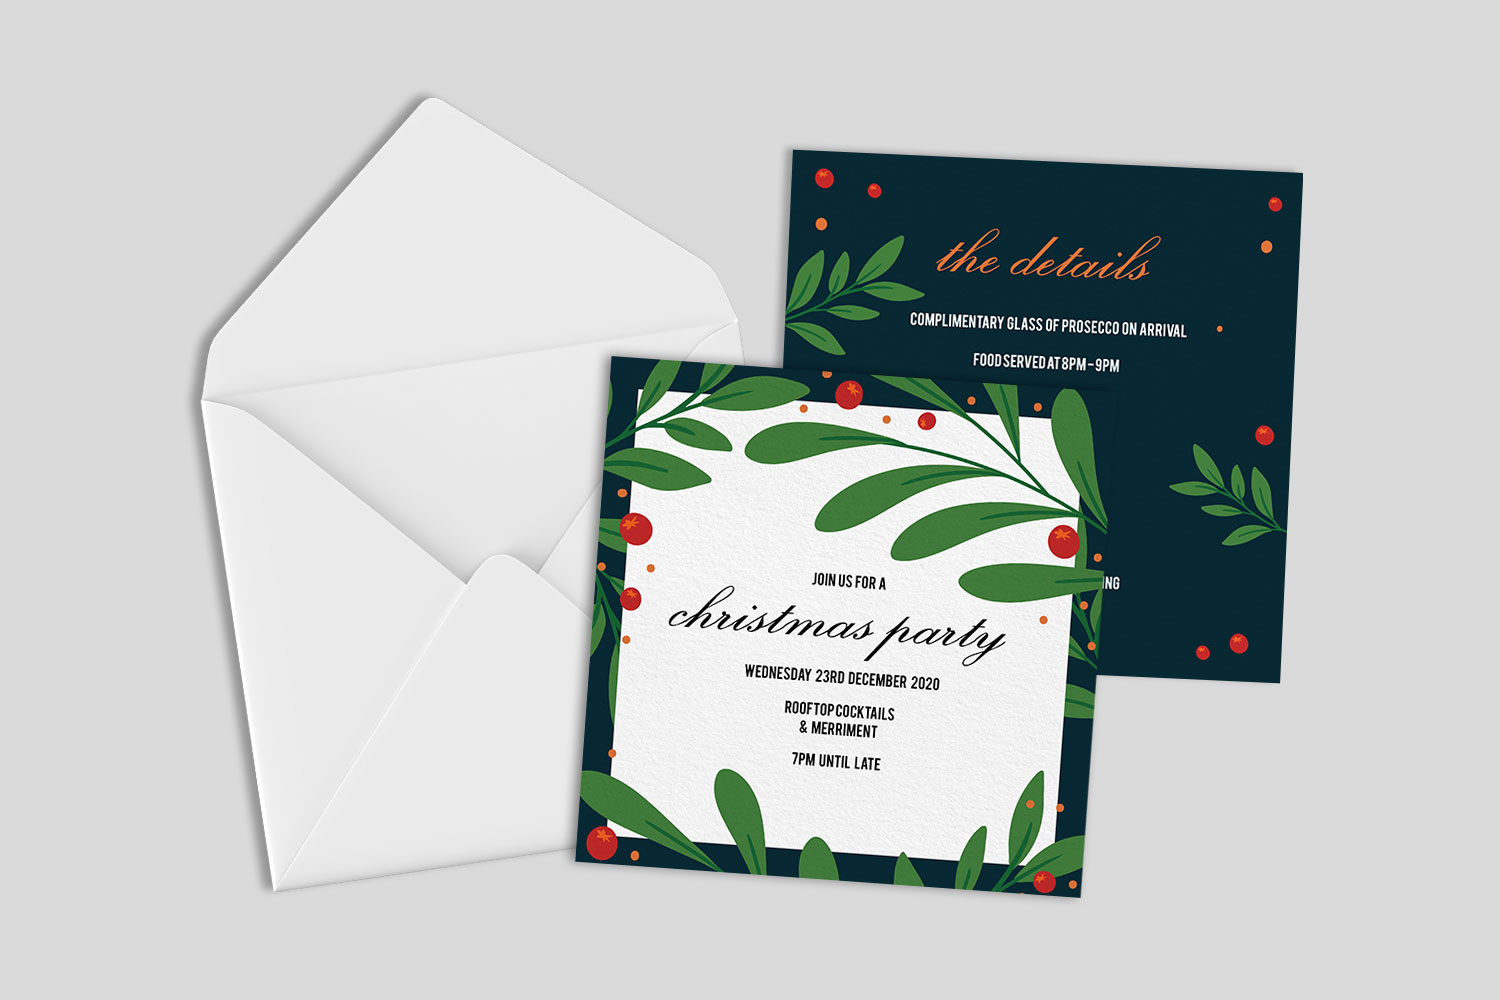 the details
COMPLIMENTARY GLASS OF PROSECCO ON ARRIVAL
FOOD SERVED AT 8PM - 9PM
JOIN US FOR A
christmas party
WEDNESDAY 23RD DECEMBER 2020
ROOFTOP COCKTAILS
& MERRIMENT
7PM UNTIL LATE